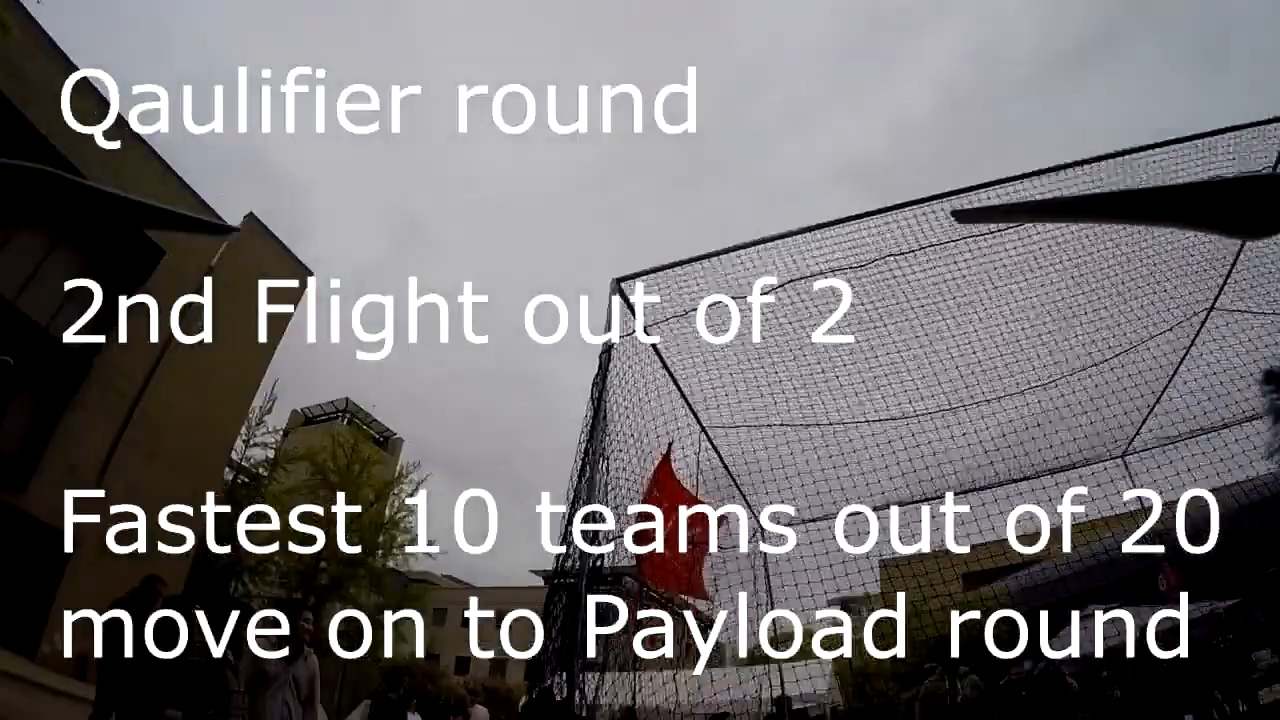 Qaulifier round
2nd Flight out of 2
Fastest 10 teams out of 20
move on to Payload round